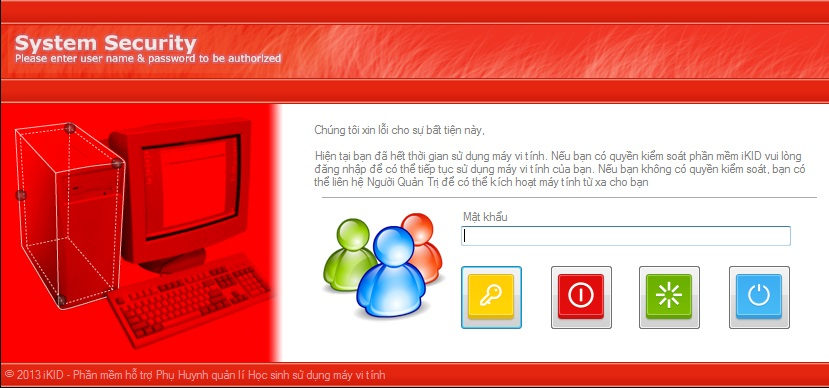 System Security
Please enter user name & password to be authorized
Chúng tôi xin lỗi cho sự bất tiện này,
Hiện tại bạn đã hết thời gian sử dụng máy vi tính. Nếu bạn có quyền kiểm soát phần mềm iKID vui lòng
đăng nhập để có thể tiếp tục sử dụng máy vi tính của bạn. Nếu bạn không có quyền kiểm soát, bạn có
thể liên hệ Người Quản Trị để có thể kích hoạt máy tính từ xa cho bạn
Mật khẩu
© 2013 iKID - Phần mềm hỗ trợ Phụ Huynh quản lí Học sinh sử dụng máy vi tính